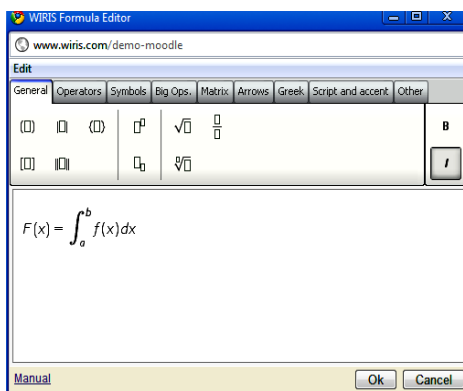 WIRIS Formula Editor
www.wiris.com/demo-moodle
Edit
General Operators Symbols Big Ops. Matrix Arrows Greek Script and accent Other
B
I
F(x) = ∫_a^b f(x)dx
Manual Ok Cancel